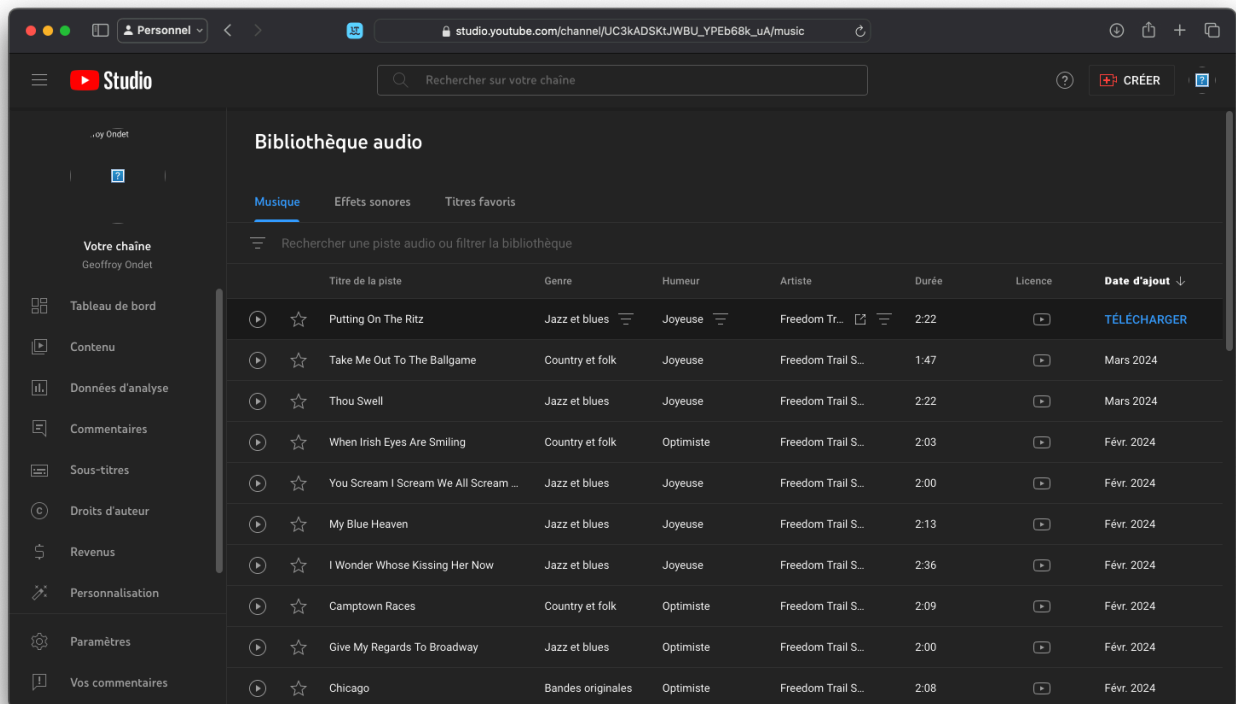 Personnel
studio.youtube.com/channel/UC3kADSKtJWBU_YPEb68k_uA/music
Studio
Rechercher sur votre chaîne
CRÉER
oy Ondet
Votre chaîne
Geoffroy Ondet
Tableau de bord
Contenu
Données d'analyse
Commentaires
Sous-titres
Droits d'auteur
Revenus
Personnalisation
Paramètres
Vos commentaires
Bibliothèque audio
Musique Effets sonores Titres favoris
Rechercher une piste audio ou filtrer la bibliothèque
Titre de la piste Genre Humeur Artiste Durée Licence Date d'ajout
Putting On The Ritz Jazz et blues Joyeuse Freedom Tr... 2:22 TÉLÉCHARGER
Take Me Out To The Ballgame Country et folk Joyeuse Freedom Trail S... 1:47 Mars 2024
Thou Swell Jazz et blues Joyeuse Freedom Trail S... 2:22 Mars 2024
When Irish Eyes Are Smiling Country et folk Optimiste Freedom Trail S... 2:03 Févr. 2024
You Scream I Scream We All Scream ... Jazz et blues Joyeuse Freedom Trail S... 2:00 Févr. 2024
My Blue Heaven Jazz et blues Joyeuse Freedom Trail S... 2:13 Févr. 2024
I Wonder Whose Kissing Her Now Jazz et blues Joyeuse Freedom Trail S... 2:36 Févr. 2024
Camptown Races Country et folk Optimiste Freedom Trail S... 2:09 Févr. 2024
Give My Regards To Broadway Jazz et blues Optimiste Freedom Trail S... 2:00 Févr. 2024
Chicago Bandes originales Optimiste Freedom Trail S... 2:08 Févr. 2024